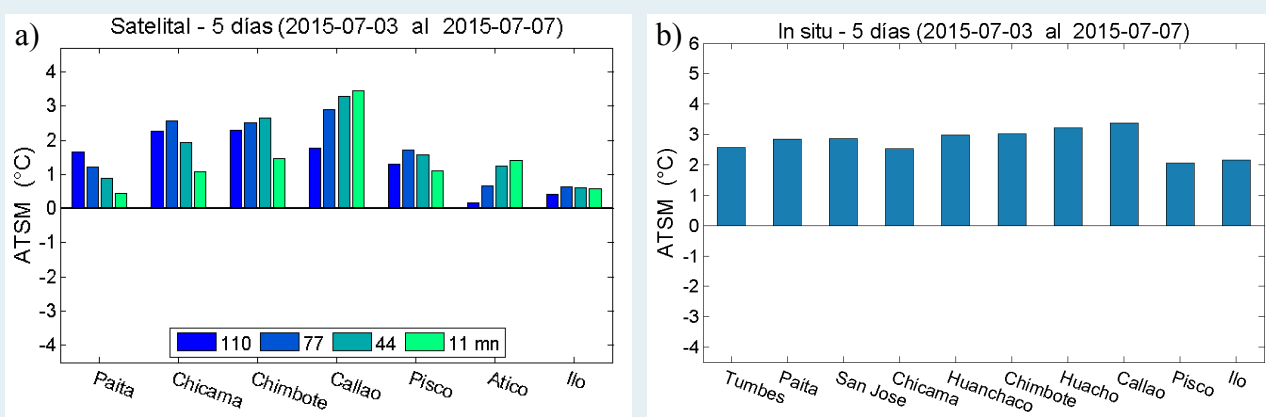 a)
Satelital - 5 días (2015-07-03 al 2015-07-07)
ATSM (°C)
4
3
2
1
0
-1
-2
-3
-4
110 77 44 11 mn
Paita Chicama Chimbote Callao Pisco Atico Ilo
b)
In situ - 5 días (2015-07-03 al 2015-07-07)
ATSM (°C)
6
5
4
3
2
1
0
-1
-2
-3
-4
Tumbes Paita San Jose Chicama Huanchaco Chimbote Huacho Callao Pisco Ilo